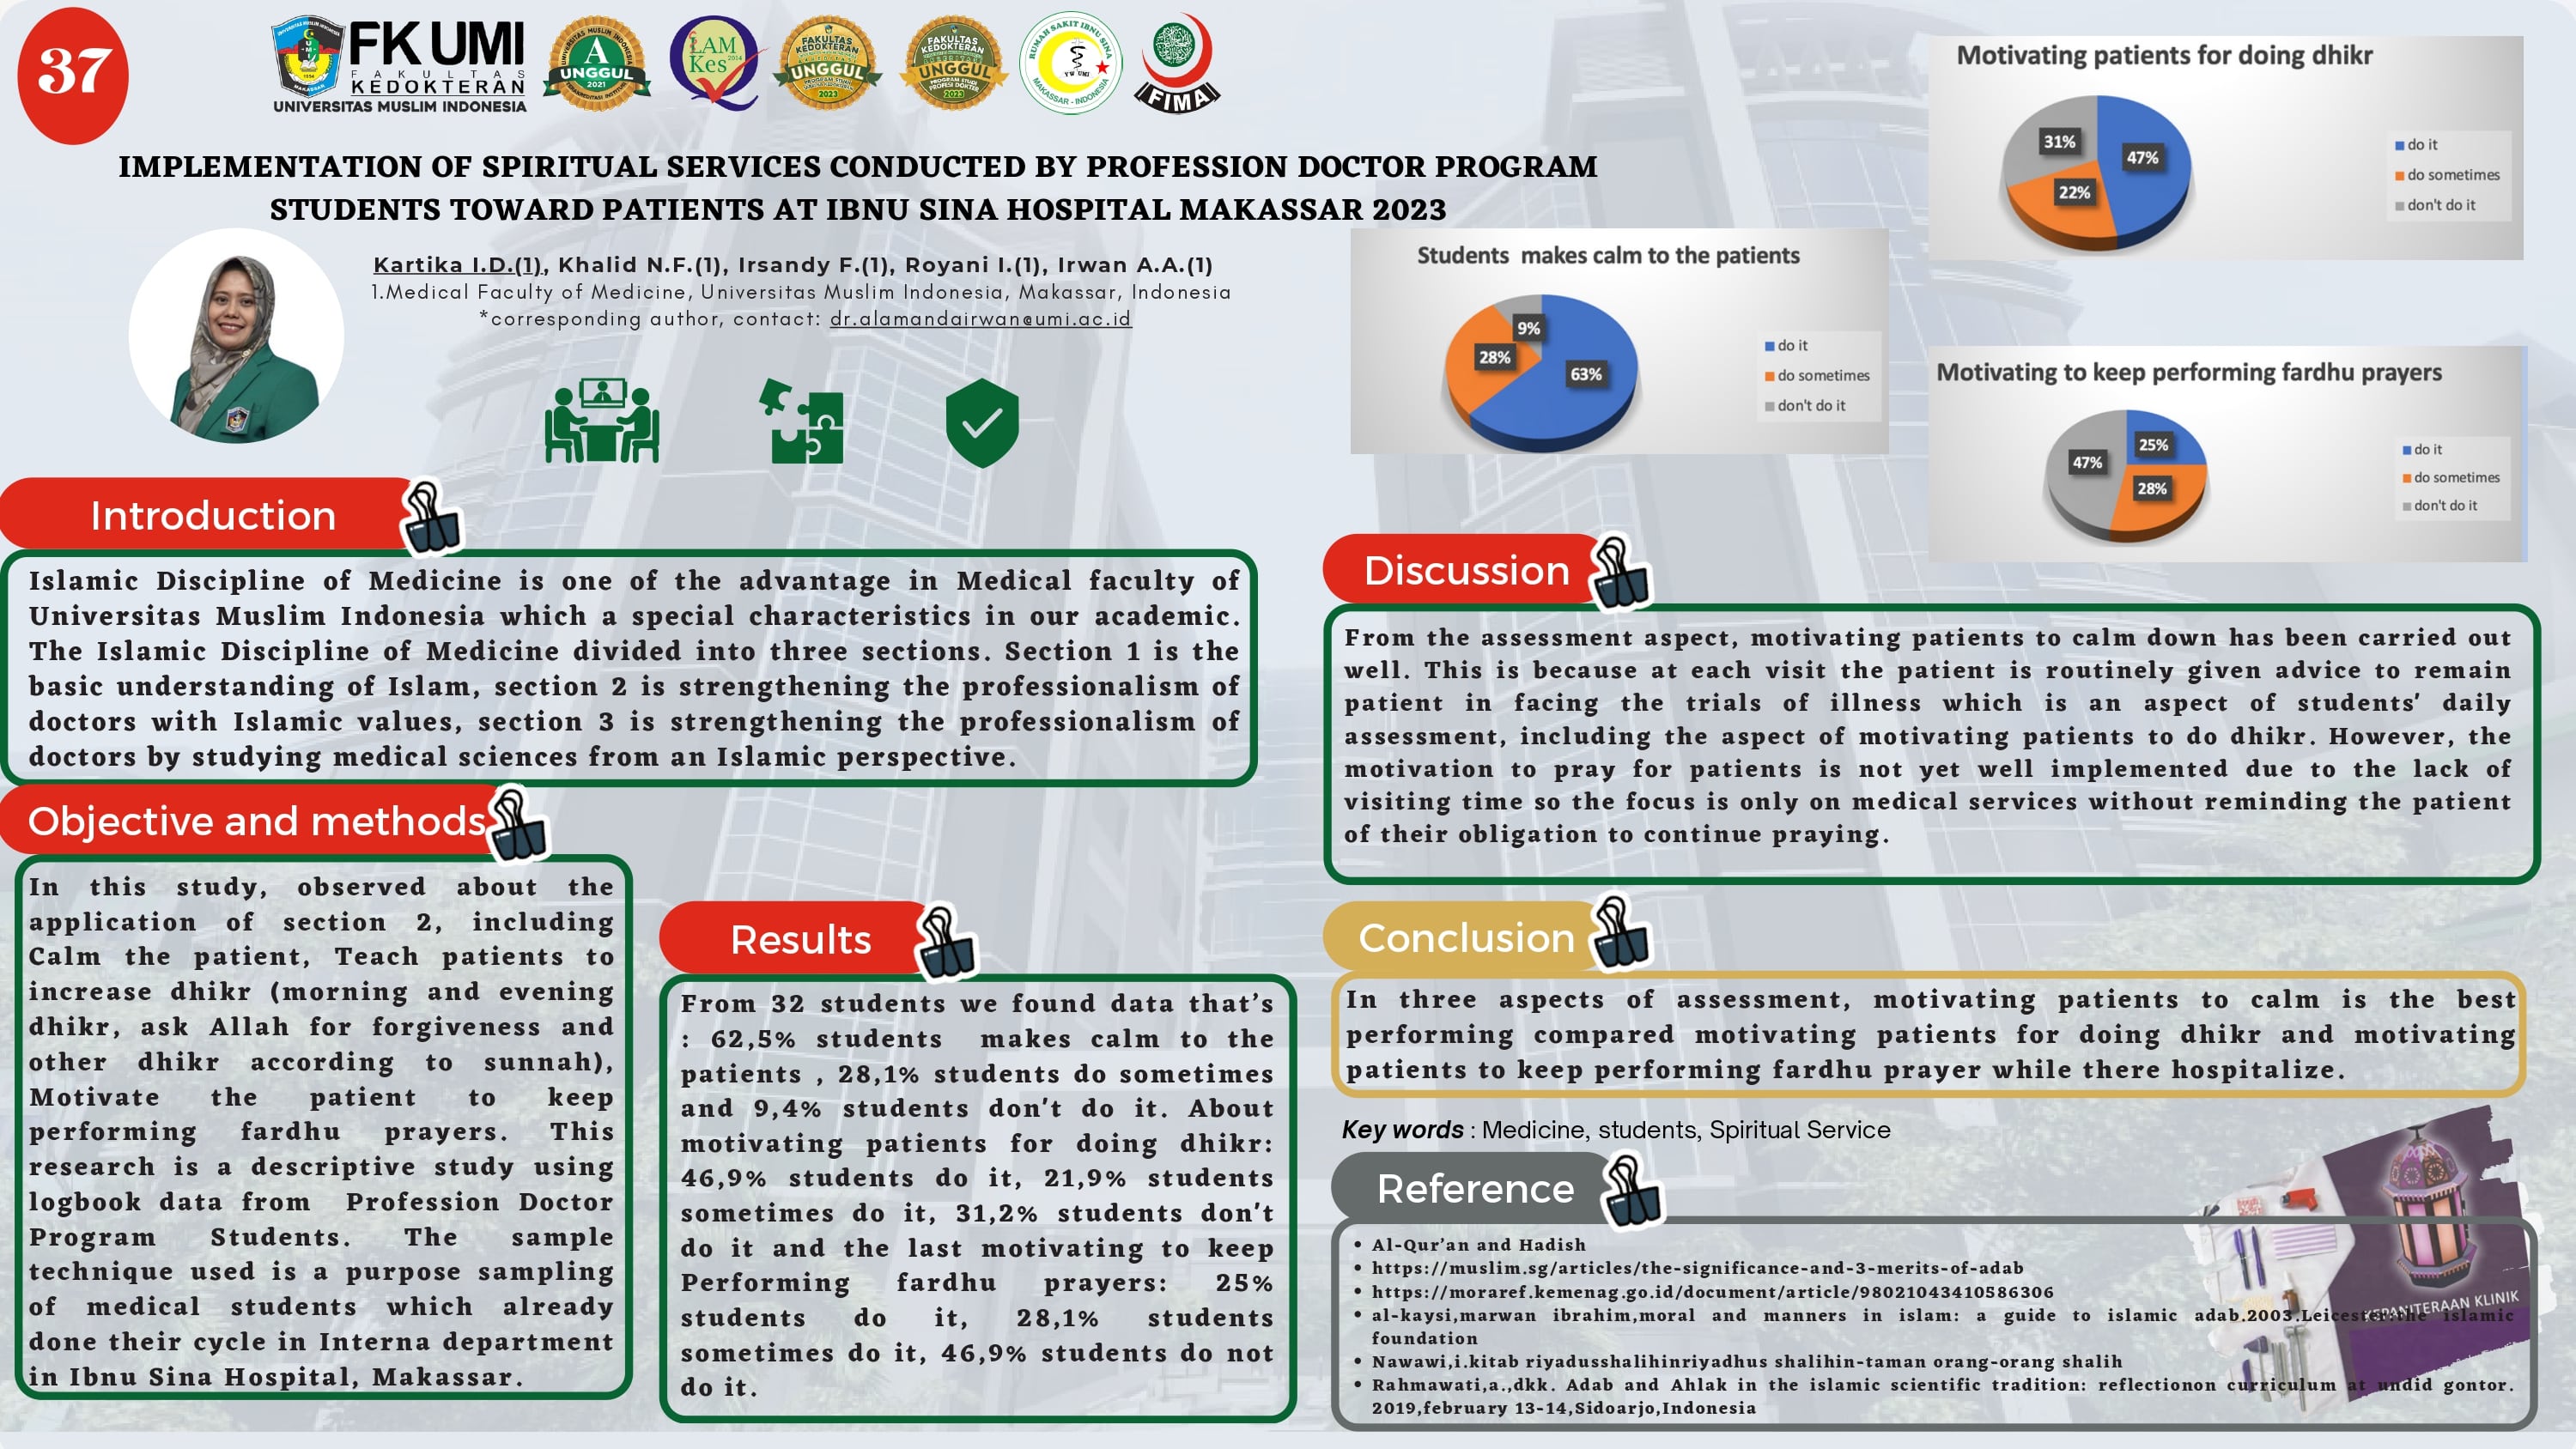 37
FK UMI
FAKULTAS
KEDOKTERAN
UNIVERSITAS MUSLIM INDONESIA
A
UNGGUL
2021
LAM
Kes
2014
FAKULTAS
KEDOKTERAN
UNGGUL
2023
FAKULTAS
KEDOKTERAN
UNGGUL
PROGRAM STUDI
PROFESI DOKTER
2023
RUMAH SAKIT IBNU SINA
YW UMI
MAKASSAR - INDONESIA
FIMA
IMPLEMENTATION OF SPIRITUAL SERVICES CONDUCTED BY PROFESSION DOCTOR PROGRAM
STUDENTS TOWARD PATIENTS AT IBNU SINA HOSPITAL MAKASSAR 2023
Kartika I.D.(1), Khalid N.F.(1), Irsandy F.(1), Royani I.(1), Irwan A.A.(1)
1.Medical Faculty of Medicine, Universitas Muslim Indonesia, Makassar, Indonesia
*corresponding author, contact: dr.alamandairwan@umi.ac.id
Introduction
Islamic Discipline of Medicine is one of the advantage in Medical faculty of
Universitas Muslim Indonesia which a special characteristics in our academic.
The Islamic Discipline of Medicine divided into three sections. Section 1 is the
basic understanding of Islam, section 2 is strengthening the professionalism of
doctors with Islamic values, section 3 is strengthening the professionalism of
doctors by studying medical sciences from an Islamic perspective.
Objective and methods
In this study, observed about the
application of section 2, including
Calm the patient, Teach patients to
increase dhikr (morning and evening
dhikr, ask Allah for forgiveness and
other dhikr according to sunnah),
Motivate the patient to keep
performing fardhu prayers. This
research is a descriptive study using
logbook data from Profession Doctor
Program Students. The sample
technique used is a purpose sampling
of medical students which already
done their cycle in Interna department
in Ibnu Sina Hospital, Makassar.
Results
From 32 students we found data that's
: 62,5% students makes calm to the
patients , 28,1% students do sometimes
and 9,4% students don't do it. About
motivating patients for doing dhikr:
46,9% students do it, 21,9% students
sometimes do it, 31,2% students don't
do it and the last motivating to keep
Performing fardhu prayers: 25%
students do it, 28,1% students
sometimes do it, 46,9% students do not
do it.
Students makes calm to the patients
9%
28%
63%
do it
do sometimes
don't do it
Motivating patients for doing dhikr
31%
47%
22%
do it
do sometimes
don't do it
Motivating to keep performing fardhu prayers
25%
47%
28%
do it
do sometimes
don't do it
Discussion
From the assessment aspect, motivating patients to calm down has been carried out
well. This is because at each visit the patient is routinely given advice to remain
patient in facing the trials of illness which is an aspect of students' daily
assessment, including the aspect of motivating patients to do dhikr. However, the
motivation to pray for patients is not yet well implemented due to the lack of
visiting time so the focus is only on medical services without reminding the patient
of their obligation to continue praying.
Conclusion
In three aspects of assessment, motivating patients to calm is the best
performing compared motivating patients for doing dhikr and motivating
patients to keep performing fardhu prayer while there hospitalize.
Key words : Medicine, students, Spiritual Service
Reference
• Al-Qur'an and Hadish
• https://muslim.sg/articles/the-significance-and-3-merits-of-adab
• https://moraref.kemenag.go.id/document/article/98021043410586306
• al-kaysi,marwan ibrahim,moral and manners in islam: a guide to islamic adab.2003.Leicester:the islamic
foundation
• Nawawi,i.kitab riyadusshalihinriyadhus shalihin-taman orang-orang shalih
• Rahmawati,a.,dkk. Adab and Ahlak in the islamic scientific tradition: reflectionon curriculum at undid gontor.
2019,february 13-14,Sidoarjo,Indonesia
KEPANITERAAN KLINIK